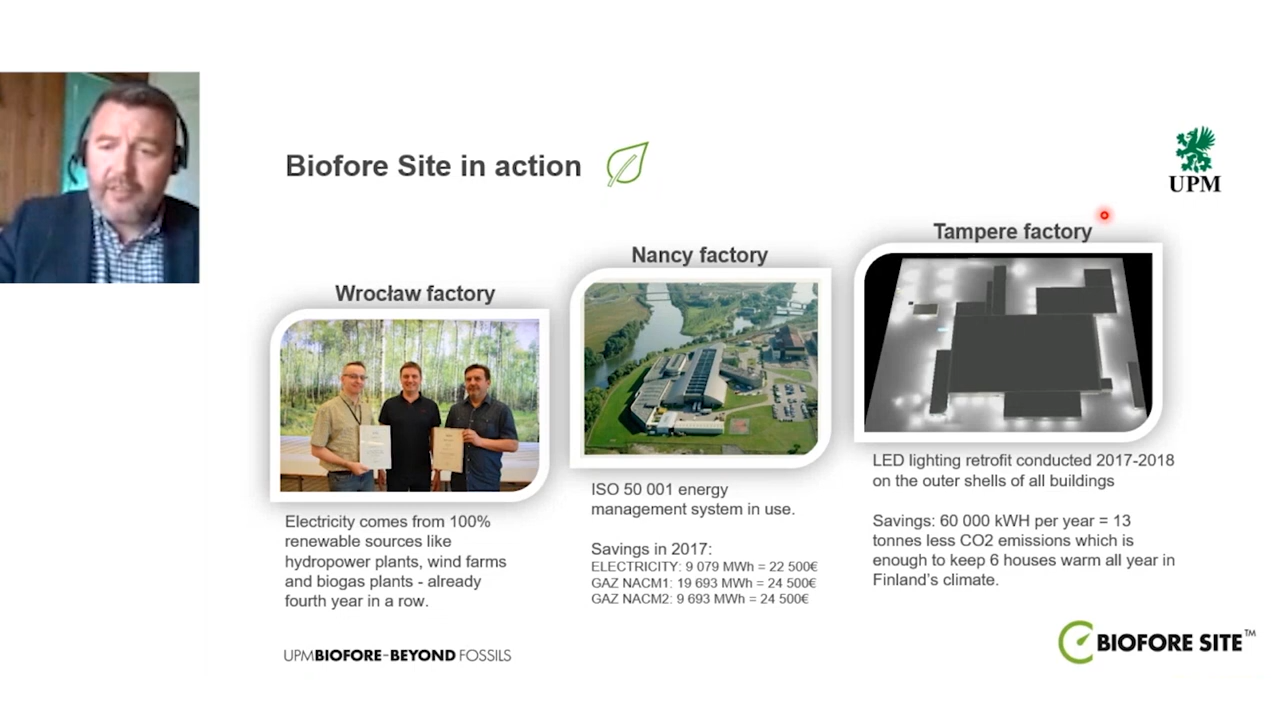 Biofore Site in action
UPM
Wrocław factory
Electricity comes from 100%
renewable sources like
hydropower plants, wind farms
and biogas plants - already
fourth year in a row.
Nancy factory
ISO 50 001 energy
management system in use.
Savings in 2017:
ELECTRICITY: 9 079 MWh = 22 500€
GAZ NACM1: 19 693 MWh = 24 500€
GAZ NACM2: 9 693 MWh = 24 500€
Tampere factory
LED lighting retrofit conducted 2017-2018
on the outer shells of all buildings
Savings: 60 000 kWH per year = 13
tonnes less CO2 emissions which is
enough to keep 6 houses warm all year in
Finland's climate.
UPMBIOFORE–BEYOND FOSSILS
BIOFORE SITE™